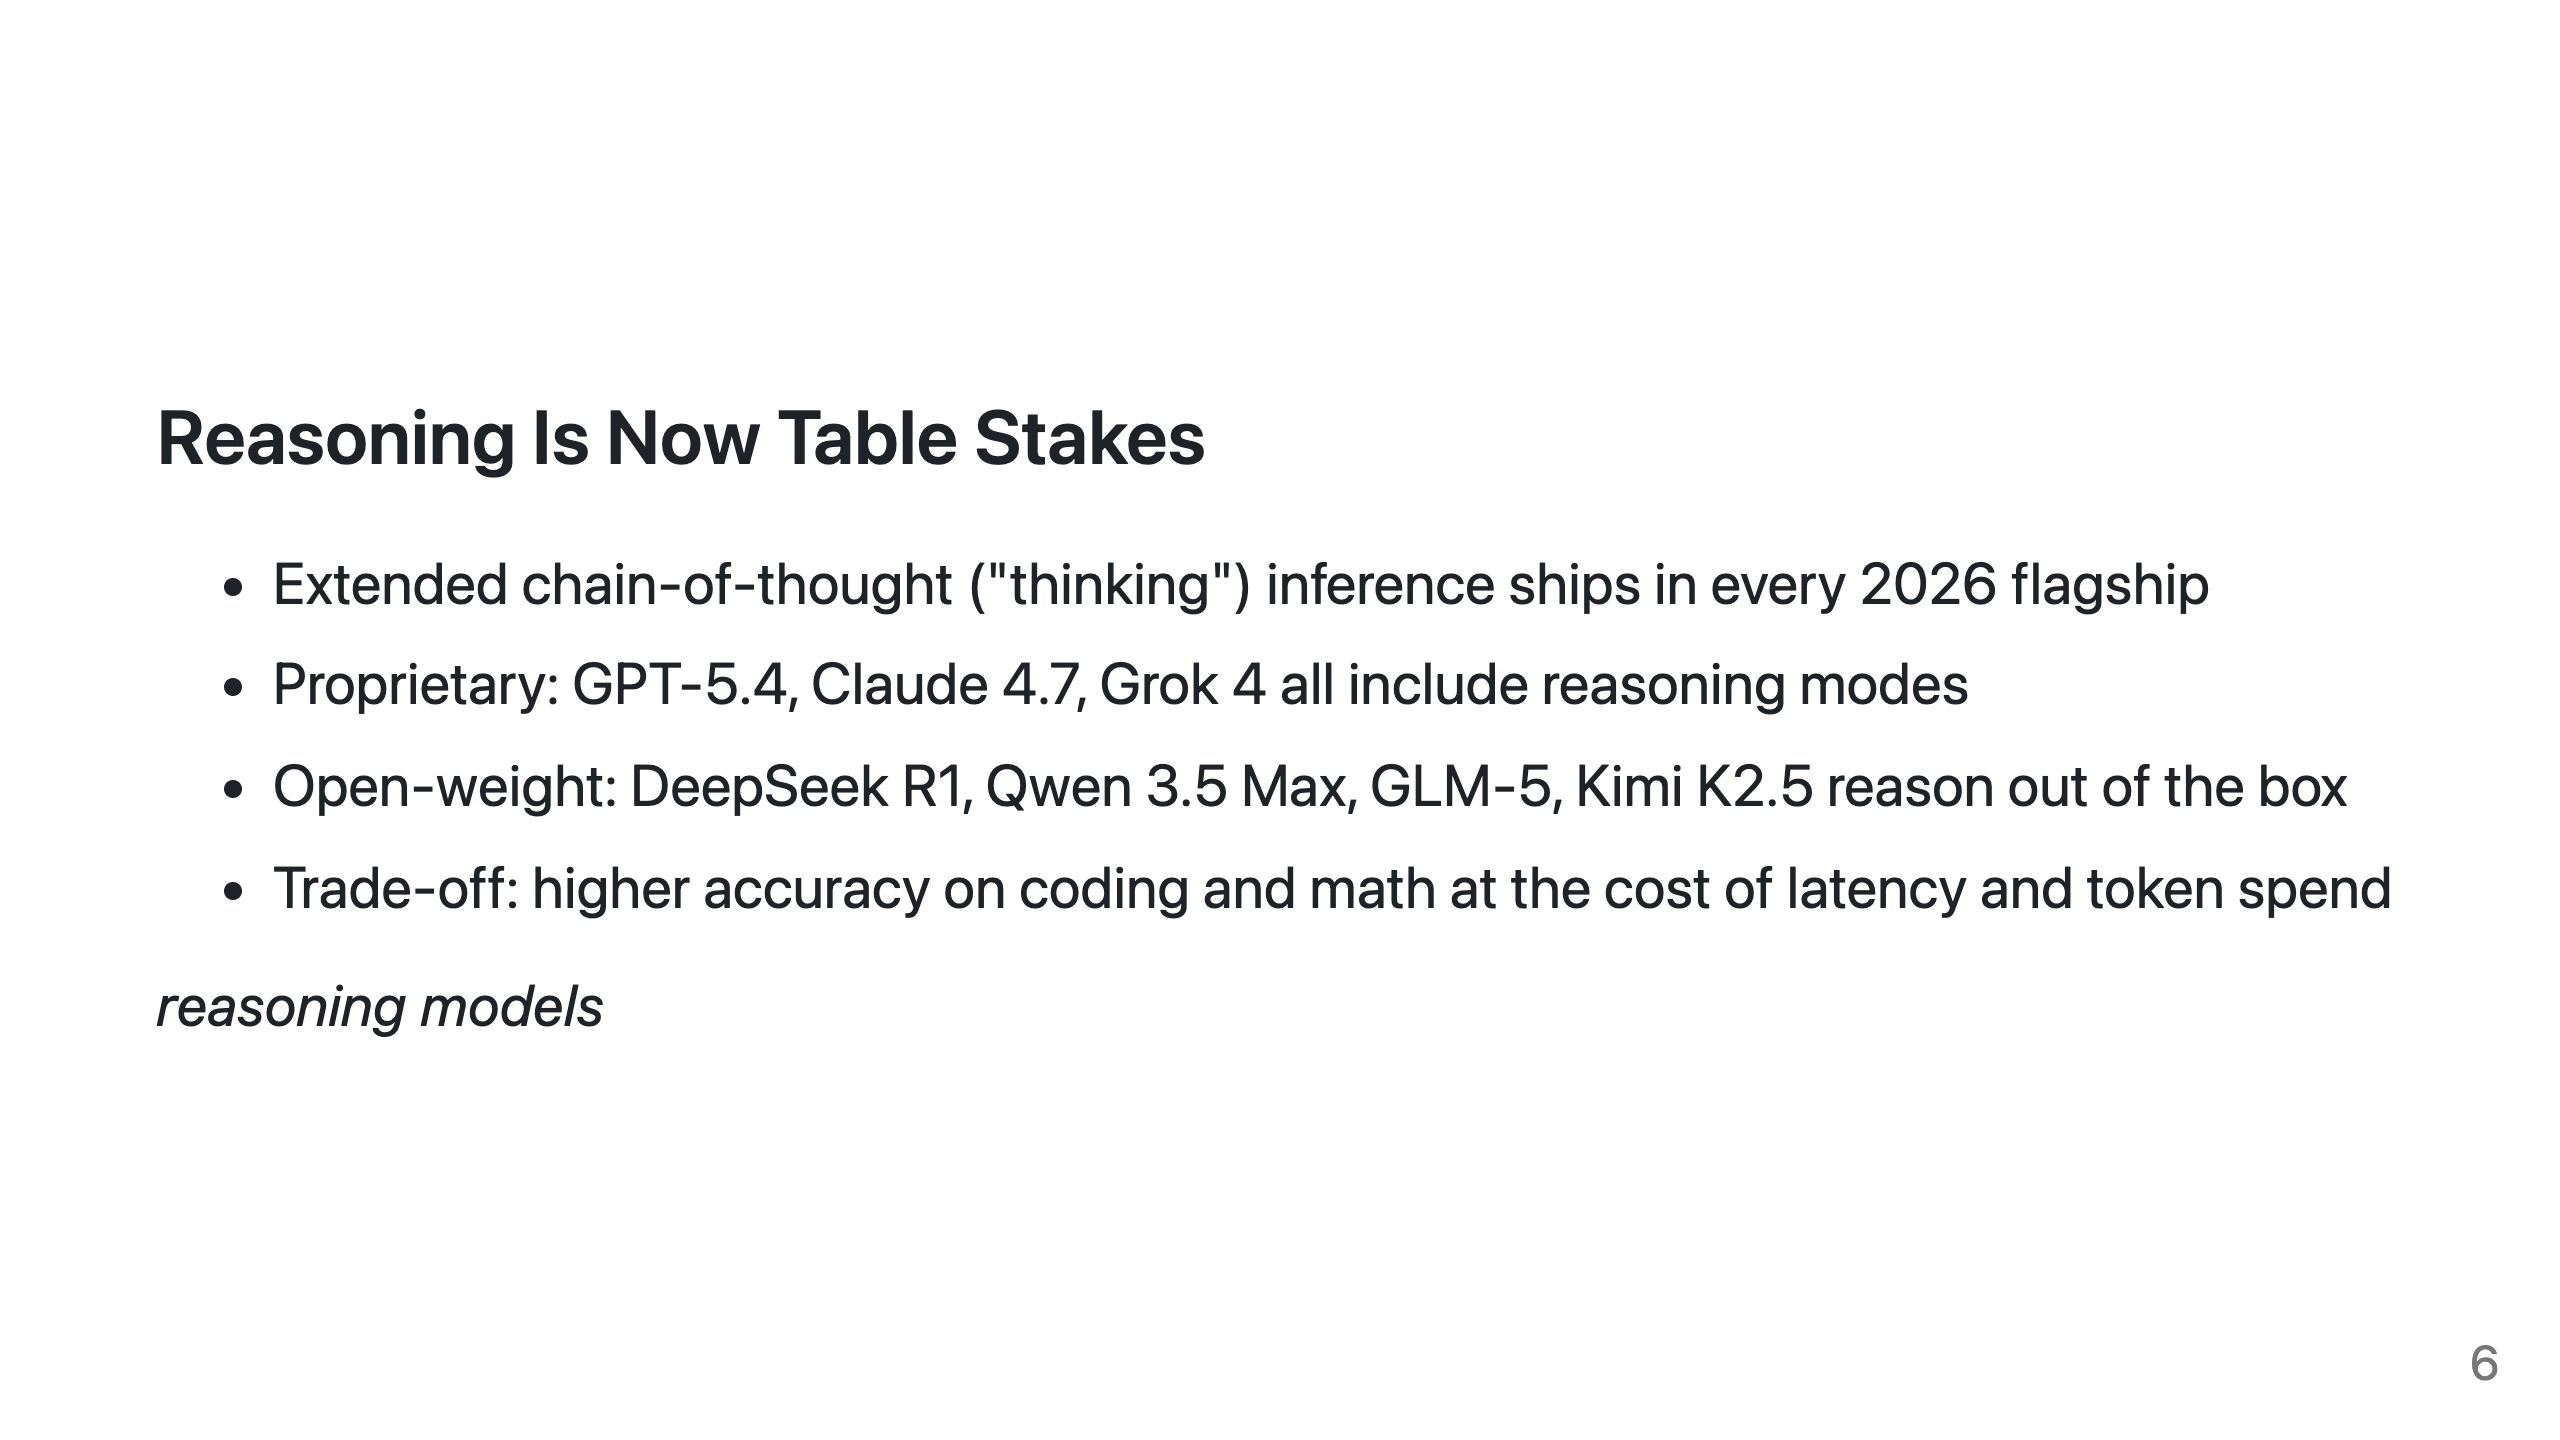 Reasoning Is Now Table Stakes
• Extended chain-of-thought ("thinking") inference ships in every 2026 flagship
• Proprietary: GPT-5.4, Claude 4.7, Grok 4 all include reasoning modes
• Open-weight: DeepSeek R1, Qwen 3.5 Max, GLM-5, Kimi K2.5 reason out of the box
• Trade-off: higher accuracy on coding and math at the cost of latency and token spend
reasoning models
6